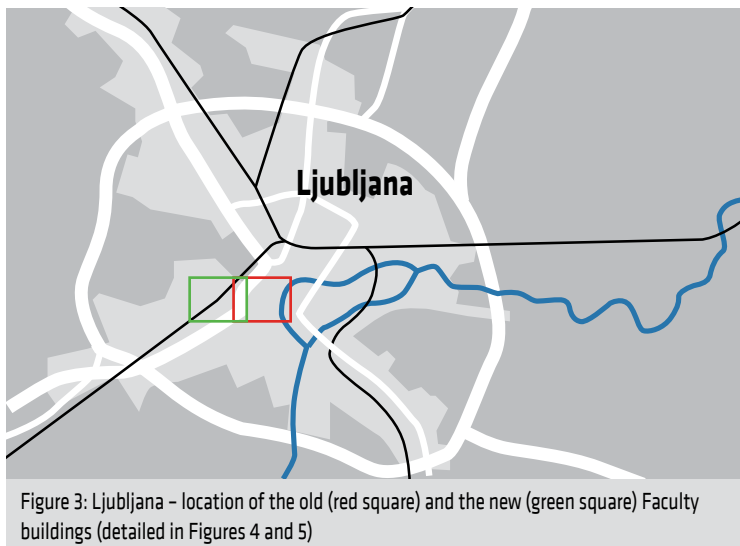 Ljubljana
Figure 3: Ljubljana – location of the old (red square) and the new (green square) Faculty
buildings (detailed in Figures 4 and 5)